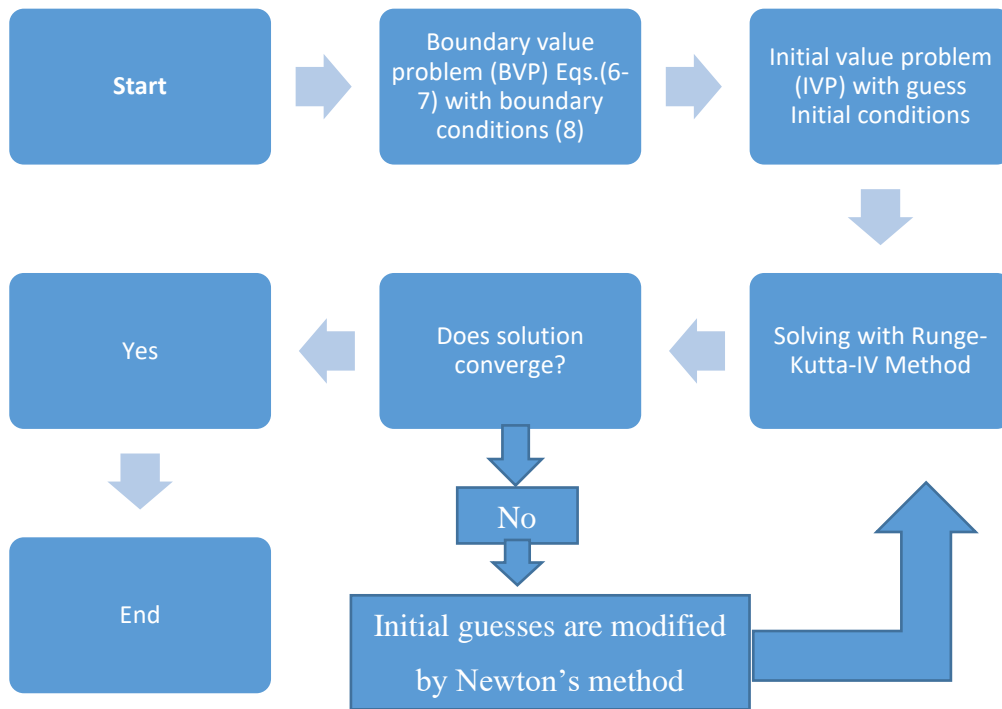 Start
Boundary value
problem (BVP) Eqs.(6-
7) with boundary
conditions (8)
Initial value problem
(IVP) with guess
Initial conditions
Solving with Runge-
Kutta-IV Method
Does solution
converge?
Yes
End
No
Initial guesses are modified
by Newton’s method